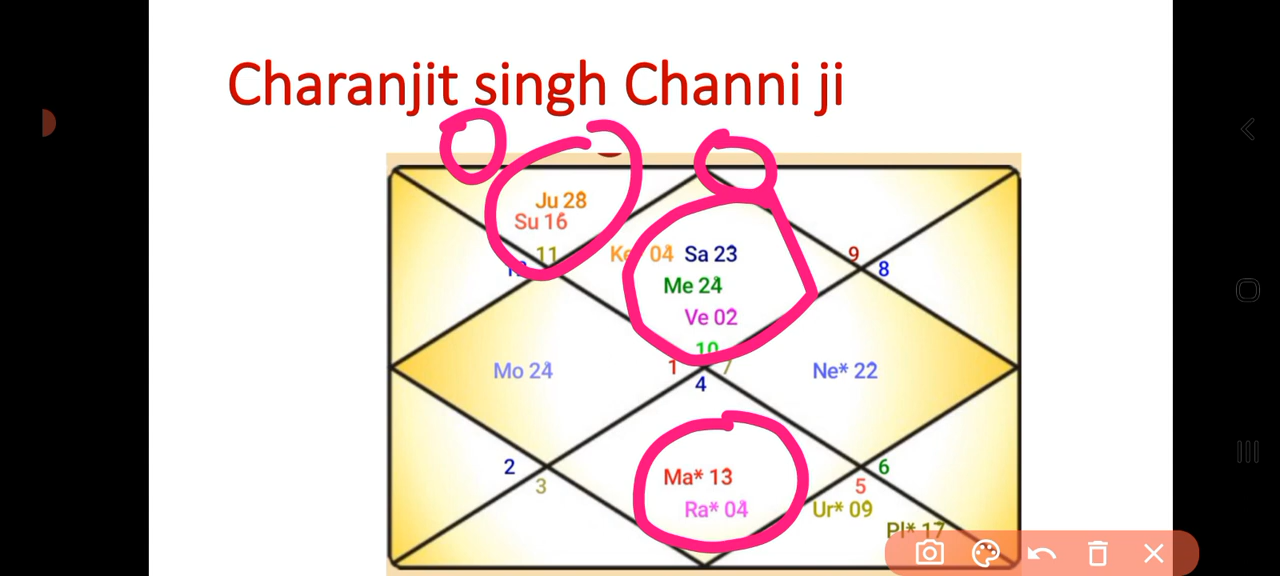 Charanjit singh Channi ji
Ju 28
Su 16
11
12
Ke 04 Sa 23
Me 24
Ve 02
10
9
8
Mo 24
1
7
4
Ne* 22
2
3
Ma* 13
Ra* 04
6
5
Ur* 09
Pl* 17